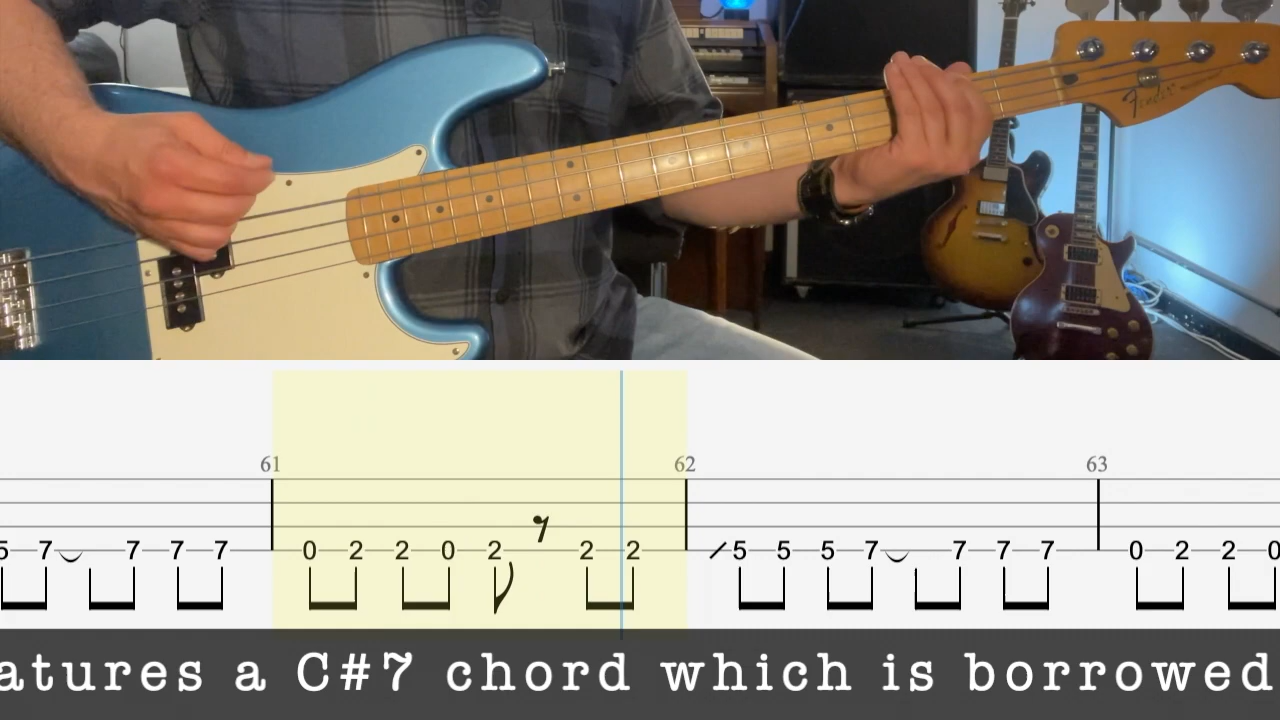 Fender
61 62 63
5 7 7 7 7 0 2 2 0 2 2 2 5 5 5 7 7 7 7 0 2 2 0
atures a C#7 chord which is borrowed